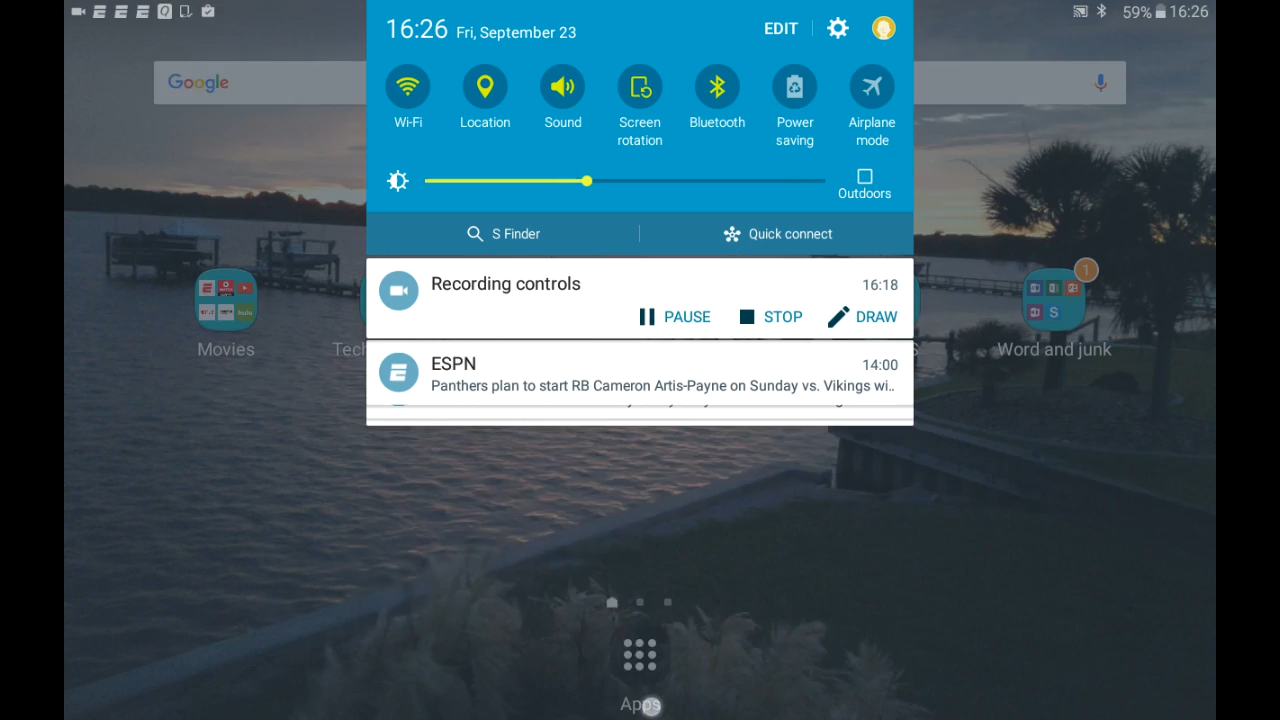 59% 16:26
16:26 Fri, September 23
EDIT
Google
Wi-Fi
Location
Sound
Screen
rotation
Bluetooth
Power
saving
Airplane
mode
Outdoors
S Finder
Quick connect
Recording controls
16:18
PAUSE
STOP
DRAW
ESPN
14:00
Panthers plan to start RB Cameron Artis-Payne on Sunday vs. Vikings wi..
1
Movies
Tech
Word and junk
Apps